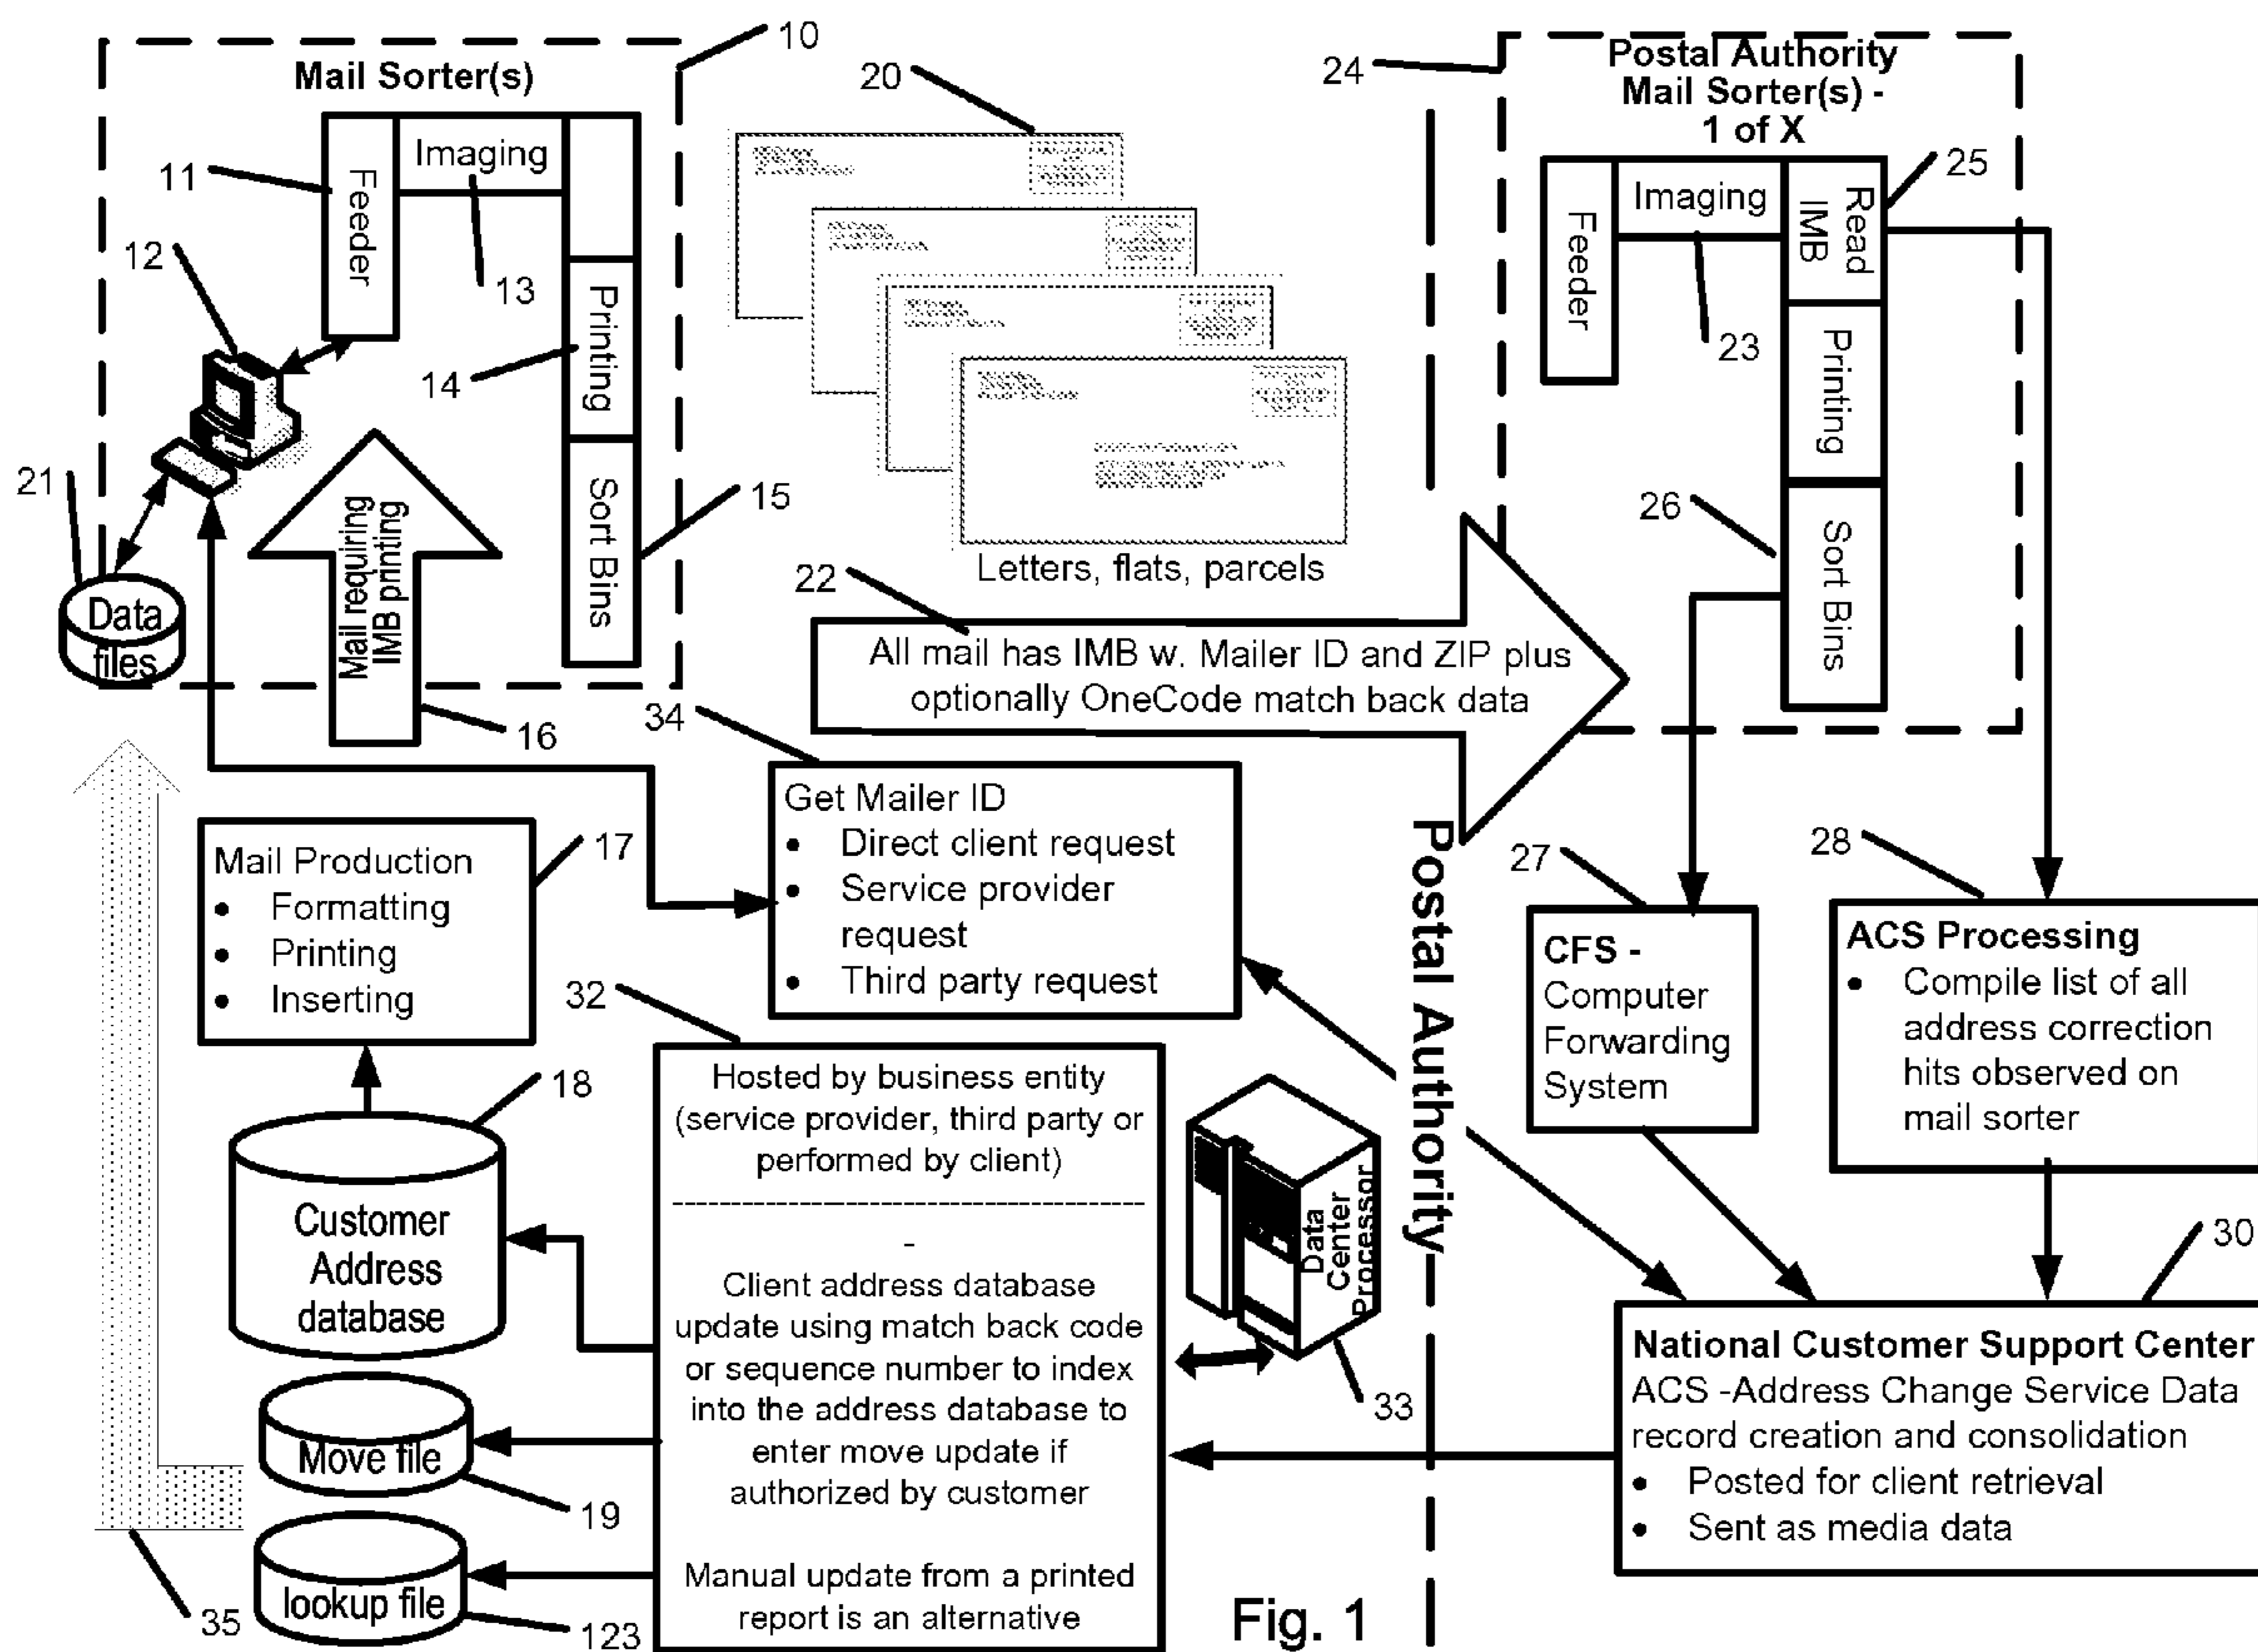 10
Mail Sorter(s)
11
Feeder
Imaging
13
12
Printing
14
Sort Bins
15
21
Data
files
Mail requiring
IMB printing
16
20
Letters, flats, parcels
22
All mail has IMB w. Mailer ID and ZIP plus
optionally OneCode match back data
24
Postal Authority
Mail Sorter(s) -
1 of X
Feeder
Imaging
23
Read
IMB
25
Printing
26
Sort Bins
34
Get Mailer ID
• Direct client request
• Service provider
request
• Third party request
17
Mail Production
• Formatting
• Printing
• Inserting
18
Customer
Address
database
Move file
19
lookup file
123
35
32
Hosted by business entity
(service provider, third party or
performed by client)
-
Client address database
update using match back code
or sequence number to index
into the address database to
enter move update if
authorized by customer
Manual update from a printed
report is an alternative
Data
Center
Processor
33
Postal Authority
27
CFS -
Computer
Forwarding
System
28
ACS Processing
• Compile list of all
address correction
hits observed on
mail sorter
30
National Customer Support Center
ACS -Address Change Service Data
record creation and consolidation
• Posted for client retrieval
• Sent as media data
Fig. 1